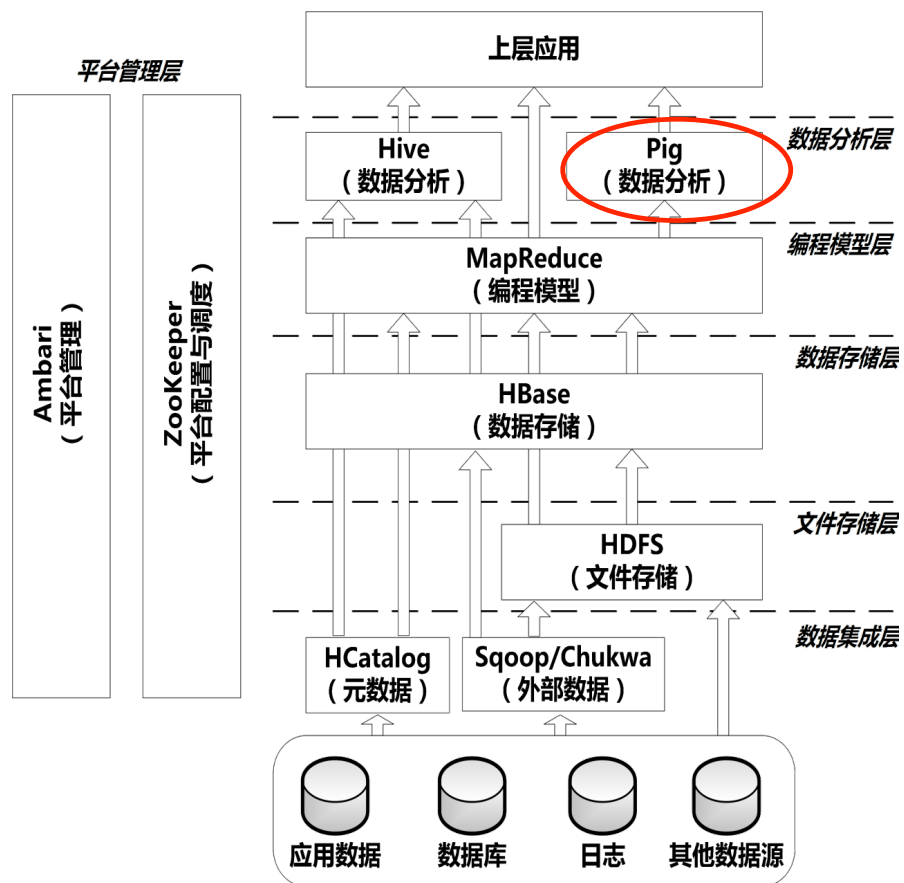 上层应用
平台管理层
数据分析层
Hive
（数据分析）
Pig
（数据分析）
编程模型层
MapReduce
（编程模型）
Ambari
（平台管理）
ZooKeeper
（平台配置与调度）
数据存储层
HBase
（数据存储）
文件存储层
HDFS
（文件存储）
数据集成层
HCatalog
（元数据）
Sqoop/Chukwa
（外部数据）
应用数据
数据库
日志
其他数据源